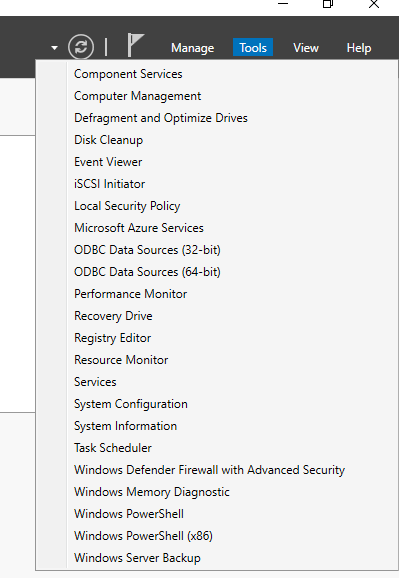 Manage Tools View Help
Component Services
Computer Management
Defragment and Optimize Drives
Disk Cleanup
Event Viewer
iSCSI Initiator
Local Security Policy
Microsoft Azure Services
ODBC Data Sources (32-bit)
ODBC Data Sources (64-bit)
Performance Monitor
Recovery Drive
Registry Editor
Resource Monitor
Services
System Configuration
System Information
Task Scheduler
Windows Defender Firewall with Advanced Security
Windows Memory Diagnostic
Windows PowerShell
Windows PowerShell (x86)
Windows Server Backup